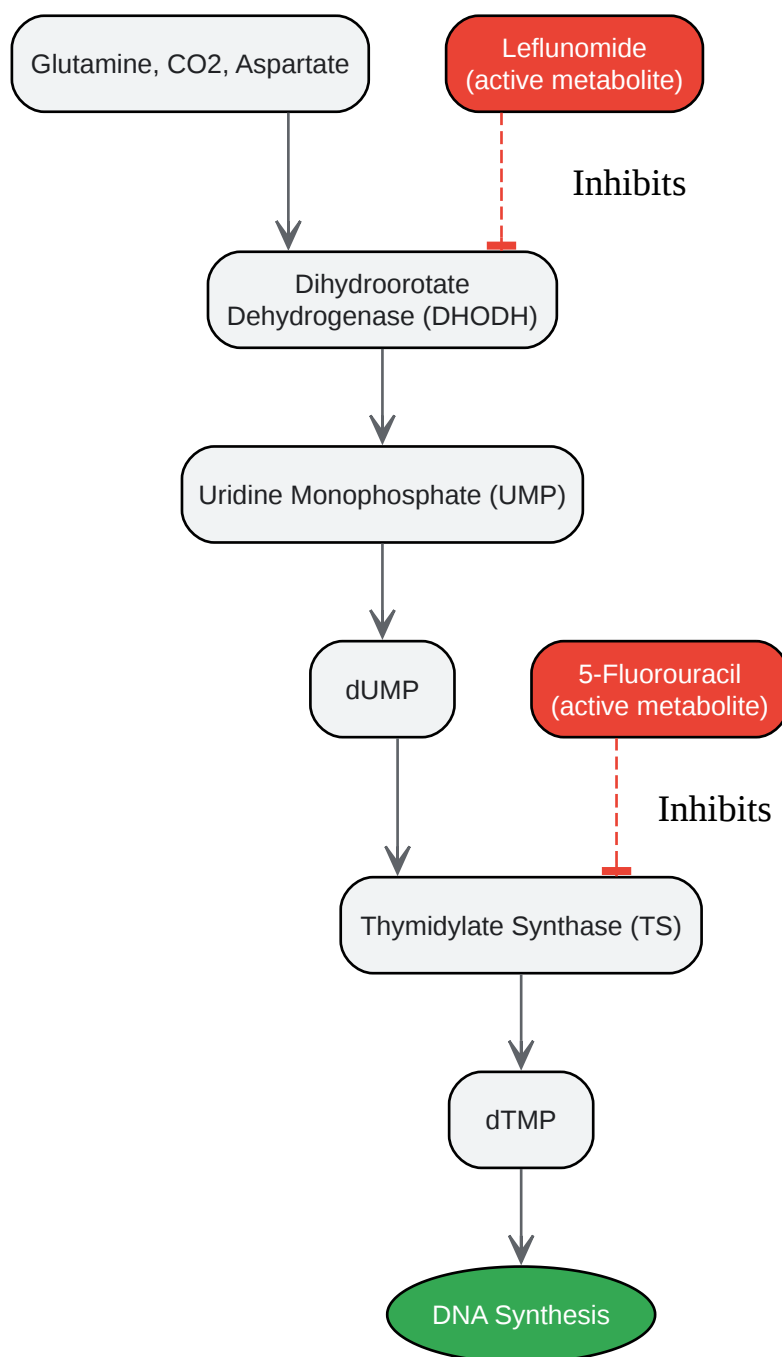 Glutamine, CO2, Aspartate
Leflunomide
(active metabolite)
Inhibits
Dihydroorotate
Dehydrogenase (DHODH)
Uridine Monophosphate (UMP)
dUMP
5-Fluorouracil
(active metabolite)
Inhibits
Thymidylate Synthase (TS)
dTMP
DNA Synthesis